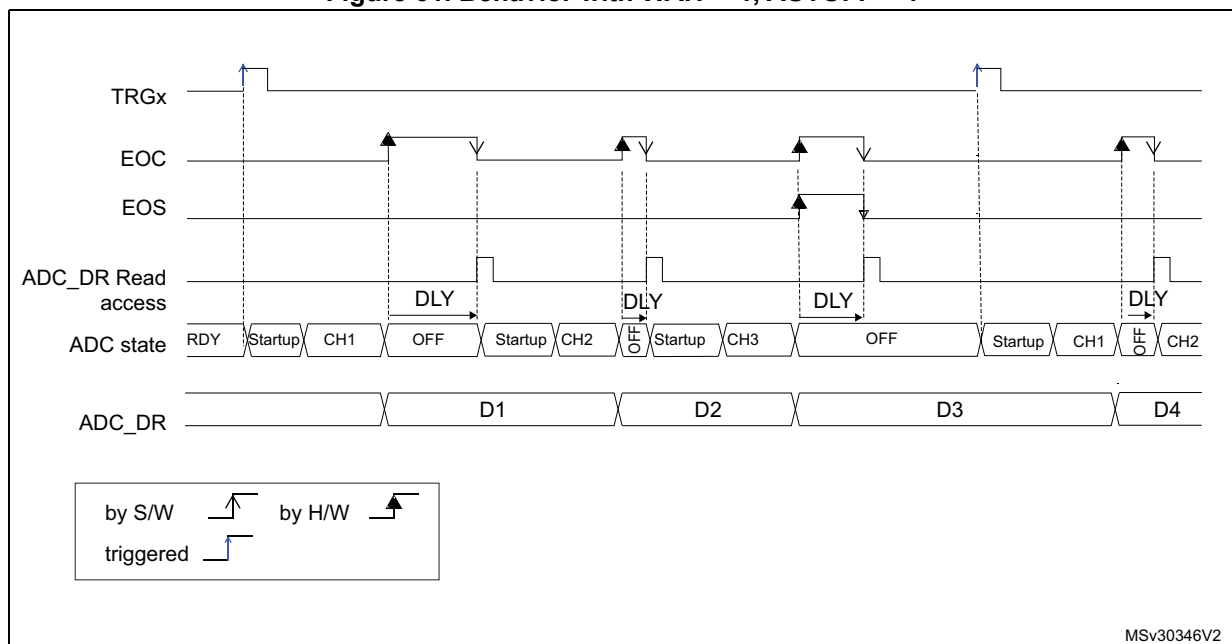 TRGx
EOC
EOS
ADC_DR Read
access
DLY DLY DLY DLY
ADC state
RDY Startup CH1 OFF Startup CH2 OFF Startup CH3 OFF Startup CH1 OFF CH2
ADC_DR
D1 D2 D3 D4
by S/W by H/W
triggered
MSv30346V2